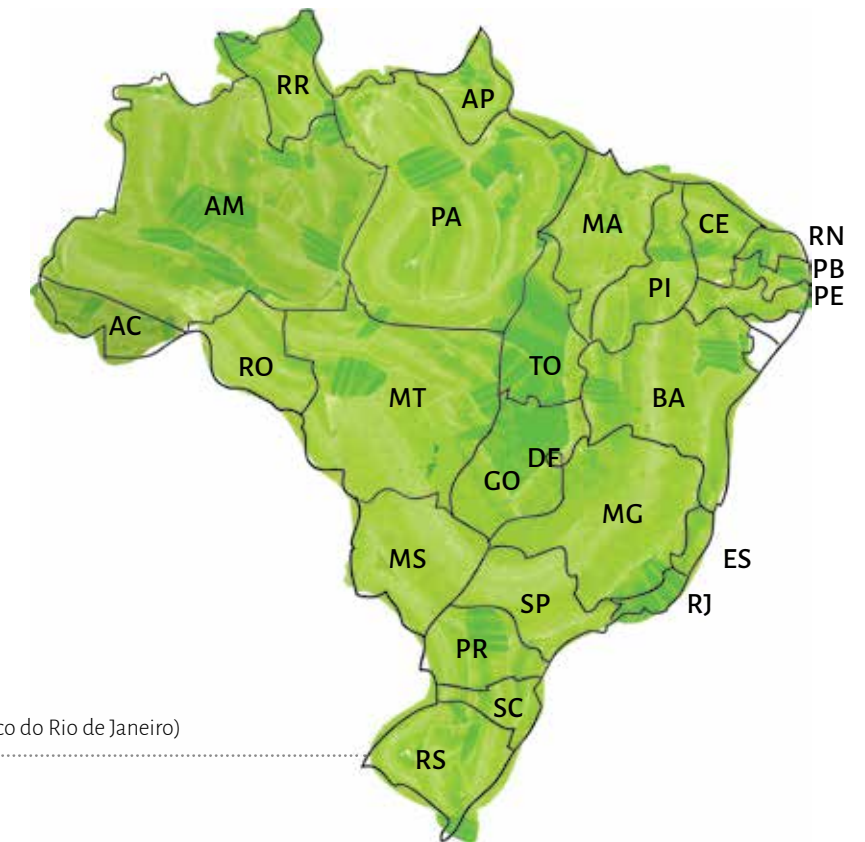 RR
AP
AM
PA
MA
CE
RN
PB
PE
PI
AC
RO
TO
MT
BA
DF
GO
MG
MS
ES
SP
RJ
PR
SC
co do Rio de Janeiro)
RS